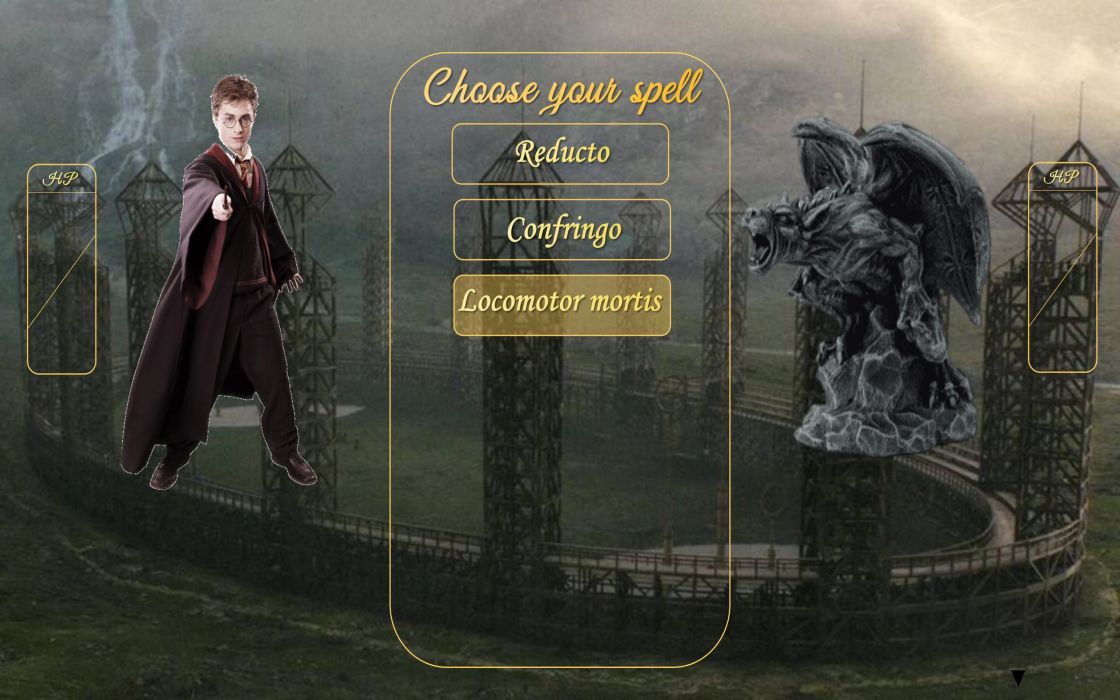 Choose your spell
HP
Reducto
Confringo
Locomotor mortis
HP